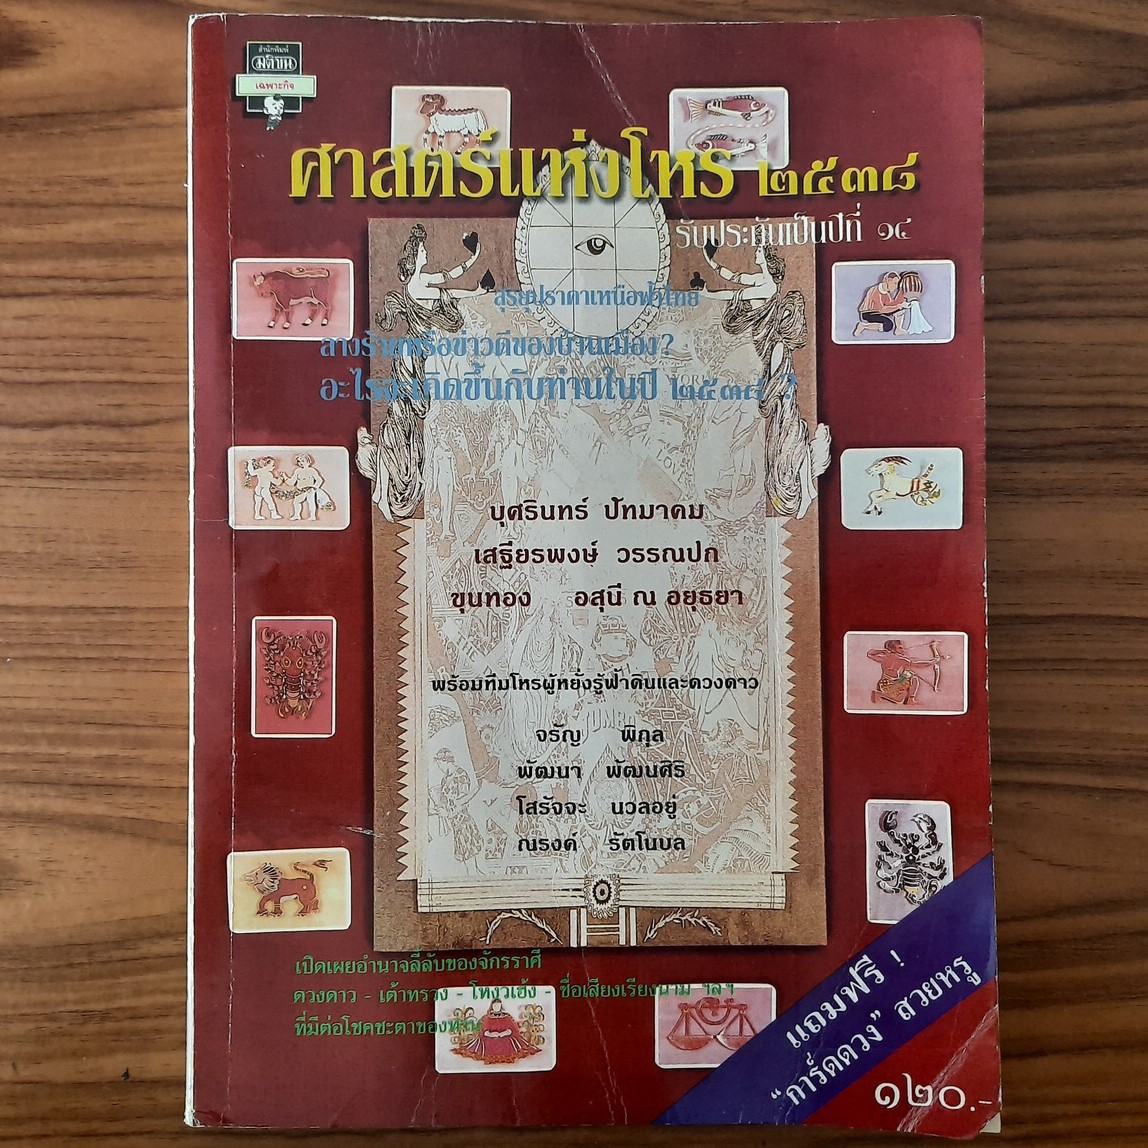 สำนักพิมพ์
มติชน
เฉพาะกิจ
ศาสตร์แห่งโหร ๒๕๓๘
รับประกันเป็นปีที่ ๑๔
สุริยุปราคาเหนือฟ้าไทย
ลางร้ายหรือข่าวดีของบ้านเมือง?
อะไรจะเกิดขึ้นกับท่านในปี ๒๕๓๘ ?
บุศรินทร์ ปัทมาคม
เสฐียรพงษ์ วรรณปก
ขุนทอง อสุนี ณ อยุธยา
พร้อมทีมโหรผู้หยั่งรู้ฟ้าดินและดวงดาว
จรัญ พิกุล
พัฒนา พัฒนศิริ
โสรัจจะ นวลอยู่
ณรงค์ รัตโนบล
เปิดเผยอำนาจลี้ลับของจักรราศี
ดวงดาว - เต้าทรวง - โหงวเฮ้ง - ชื่อเสียงเรียงนาม ฯลฯ
ที่มีต่อโชคชะตาของท่าน
แถมฟรี !
"การ์ดดวง" สวยหรู
๑๒๐.-